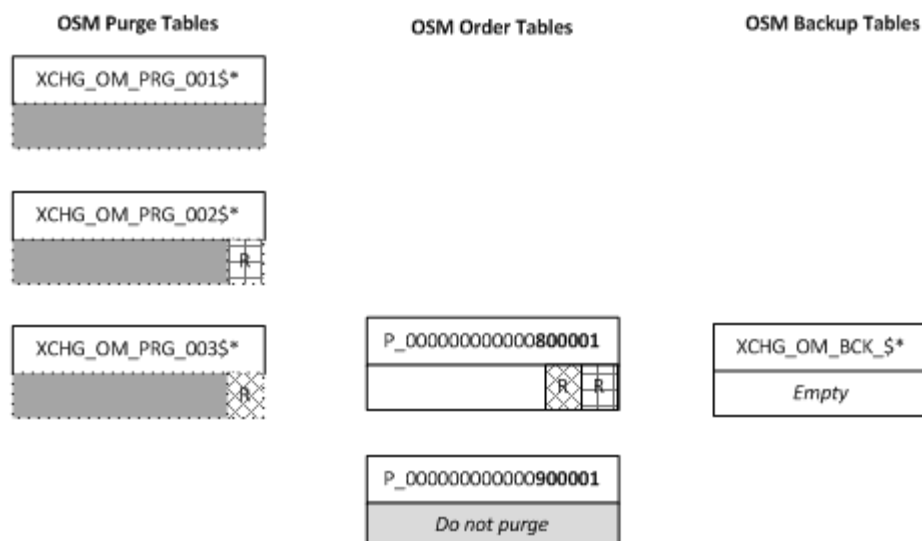 OSM Purge Tables
OSM Order Tables
OSM Backup Tables
XCHG_OM_PRG_001$*
XCHG_OM_PRG_002$*
R
XCHG_OM_PRG_003$*
R
P_000000000000800001
R R
XCHG_OM_BCK_$*
Empty
P_000000000000900001
Do not purge